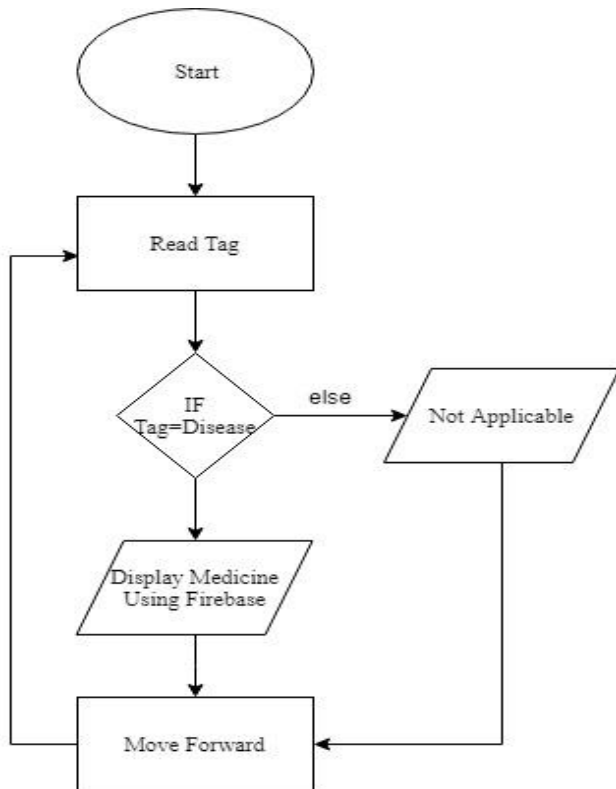 Start
Read Tag
IF
Tag=Disease
else
Not Applicable
Display Medicine
Using Firebase
Move Forward